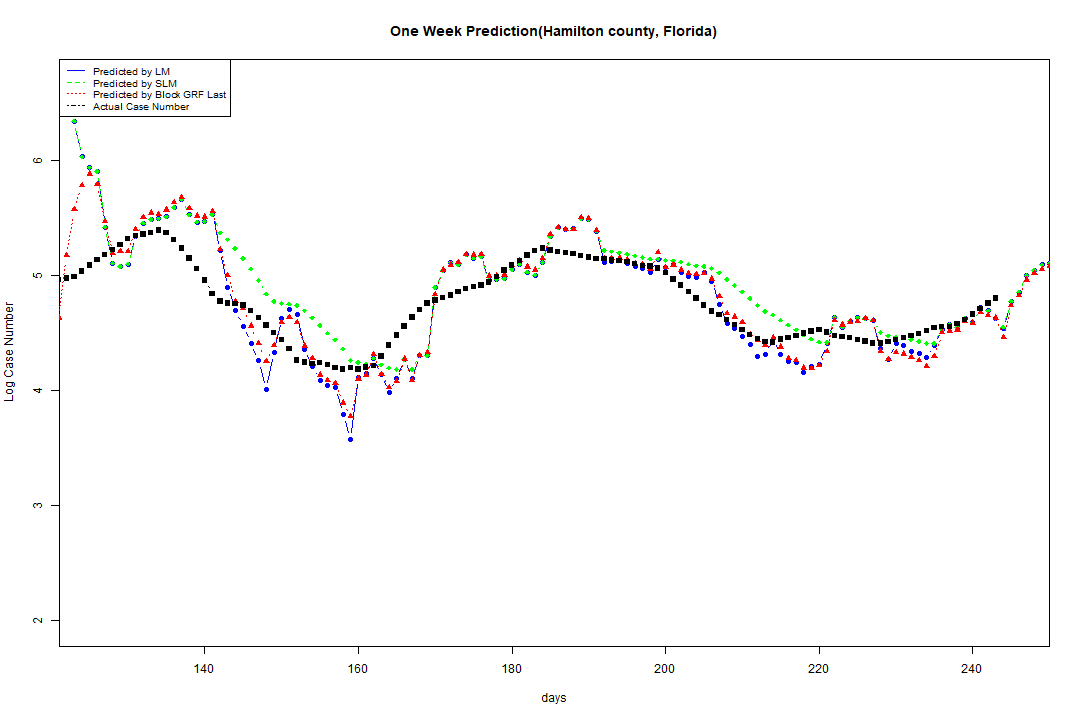 One Week Prediction(Hamilton county, Florida)
Predicted by LM
Predicted by SLM
Predicted by Block GRF Last
Actual Case Number
6
5
4
3
2
Log Case Number
140 160 180 200 220 240
days